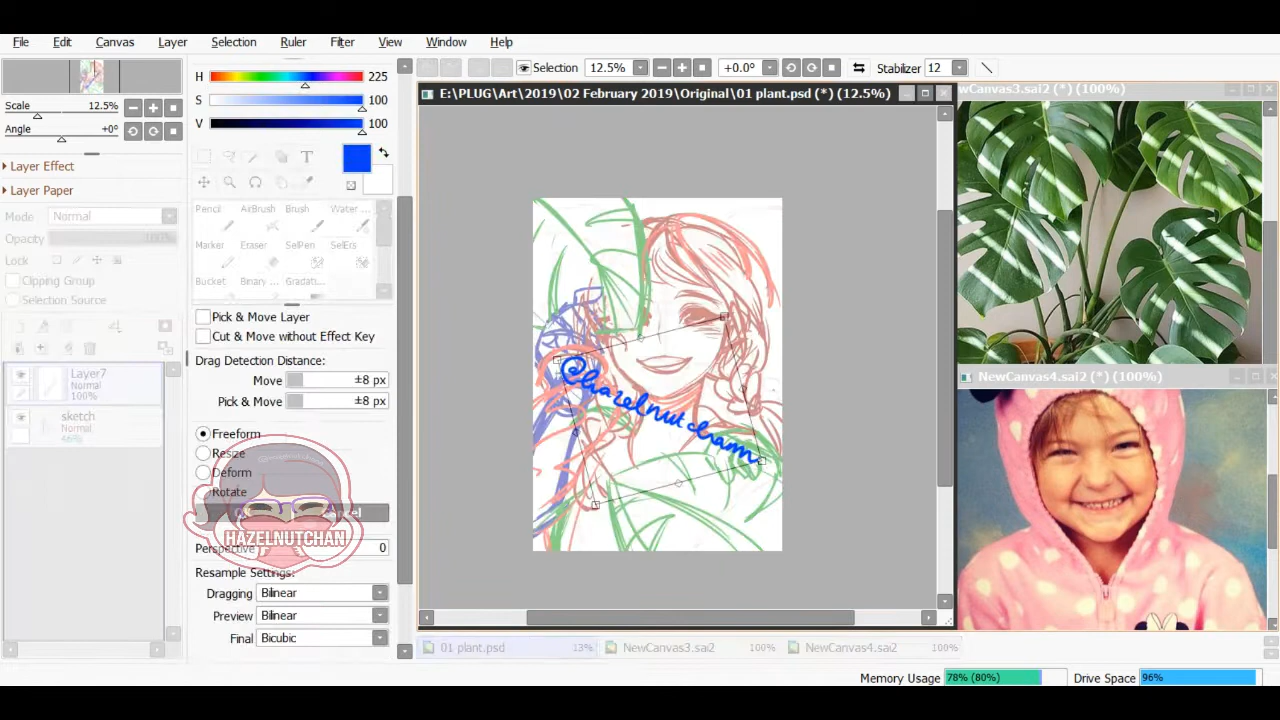 File Edit Canvas Layer Selection Ruler Filter View Window Help
Selection 12.5% +0.0° Stabilizer 12
Scale 12.5%
Angle +0°
Layer Effect
Layer Paper
Mode Normal
Opacity 100%
Lock
Clipping Group
Selection Source
Layer7
Normal
100%
sketch
Normal
46%
H 225
S 100
V 100
T
Pencil AirBrush Brush Water ...
Marker Eraser SelPen SelErs
Bucket Binary ... Gradati...
Pick & Move Layer
Cut & Move without Effect Key
Drag Detection Distance:
Move ±8 px
Pick & Move ±8 px
Freeform
Resize
Deform
Rotate
HAZELNUTCHAN
Perspective 0
Resample Settings:
Dragging Bilinear
Preview Bilinear
Final Bicubic
E:\PLUG\Art\2019\02 February 2019\Original\01 plant.psd (*) (12.5%)
@hazelnutchann
wCanvas3.sai2 (*) (100%)
NewCanvas4.sai2 (*) (100%)
01 plant.psd 13% NewCanvas3.sai2 100% NewCanvas4.sai2 100%
Memory Usage 78% (80%) Drive Space 96%